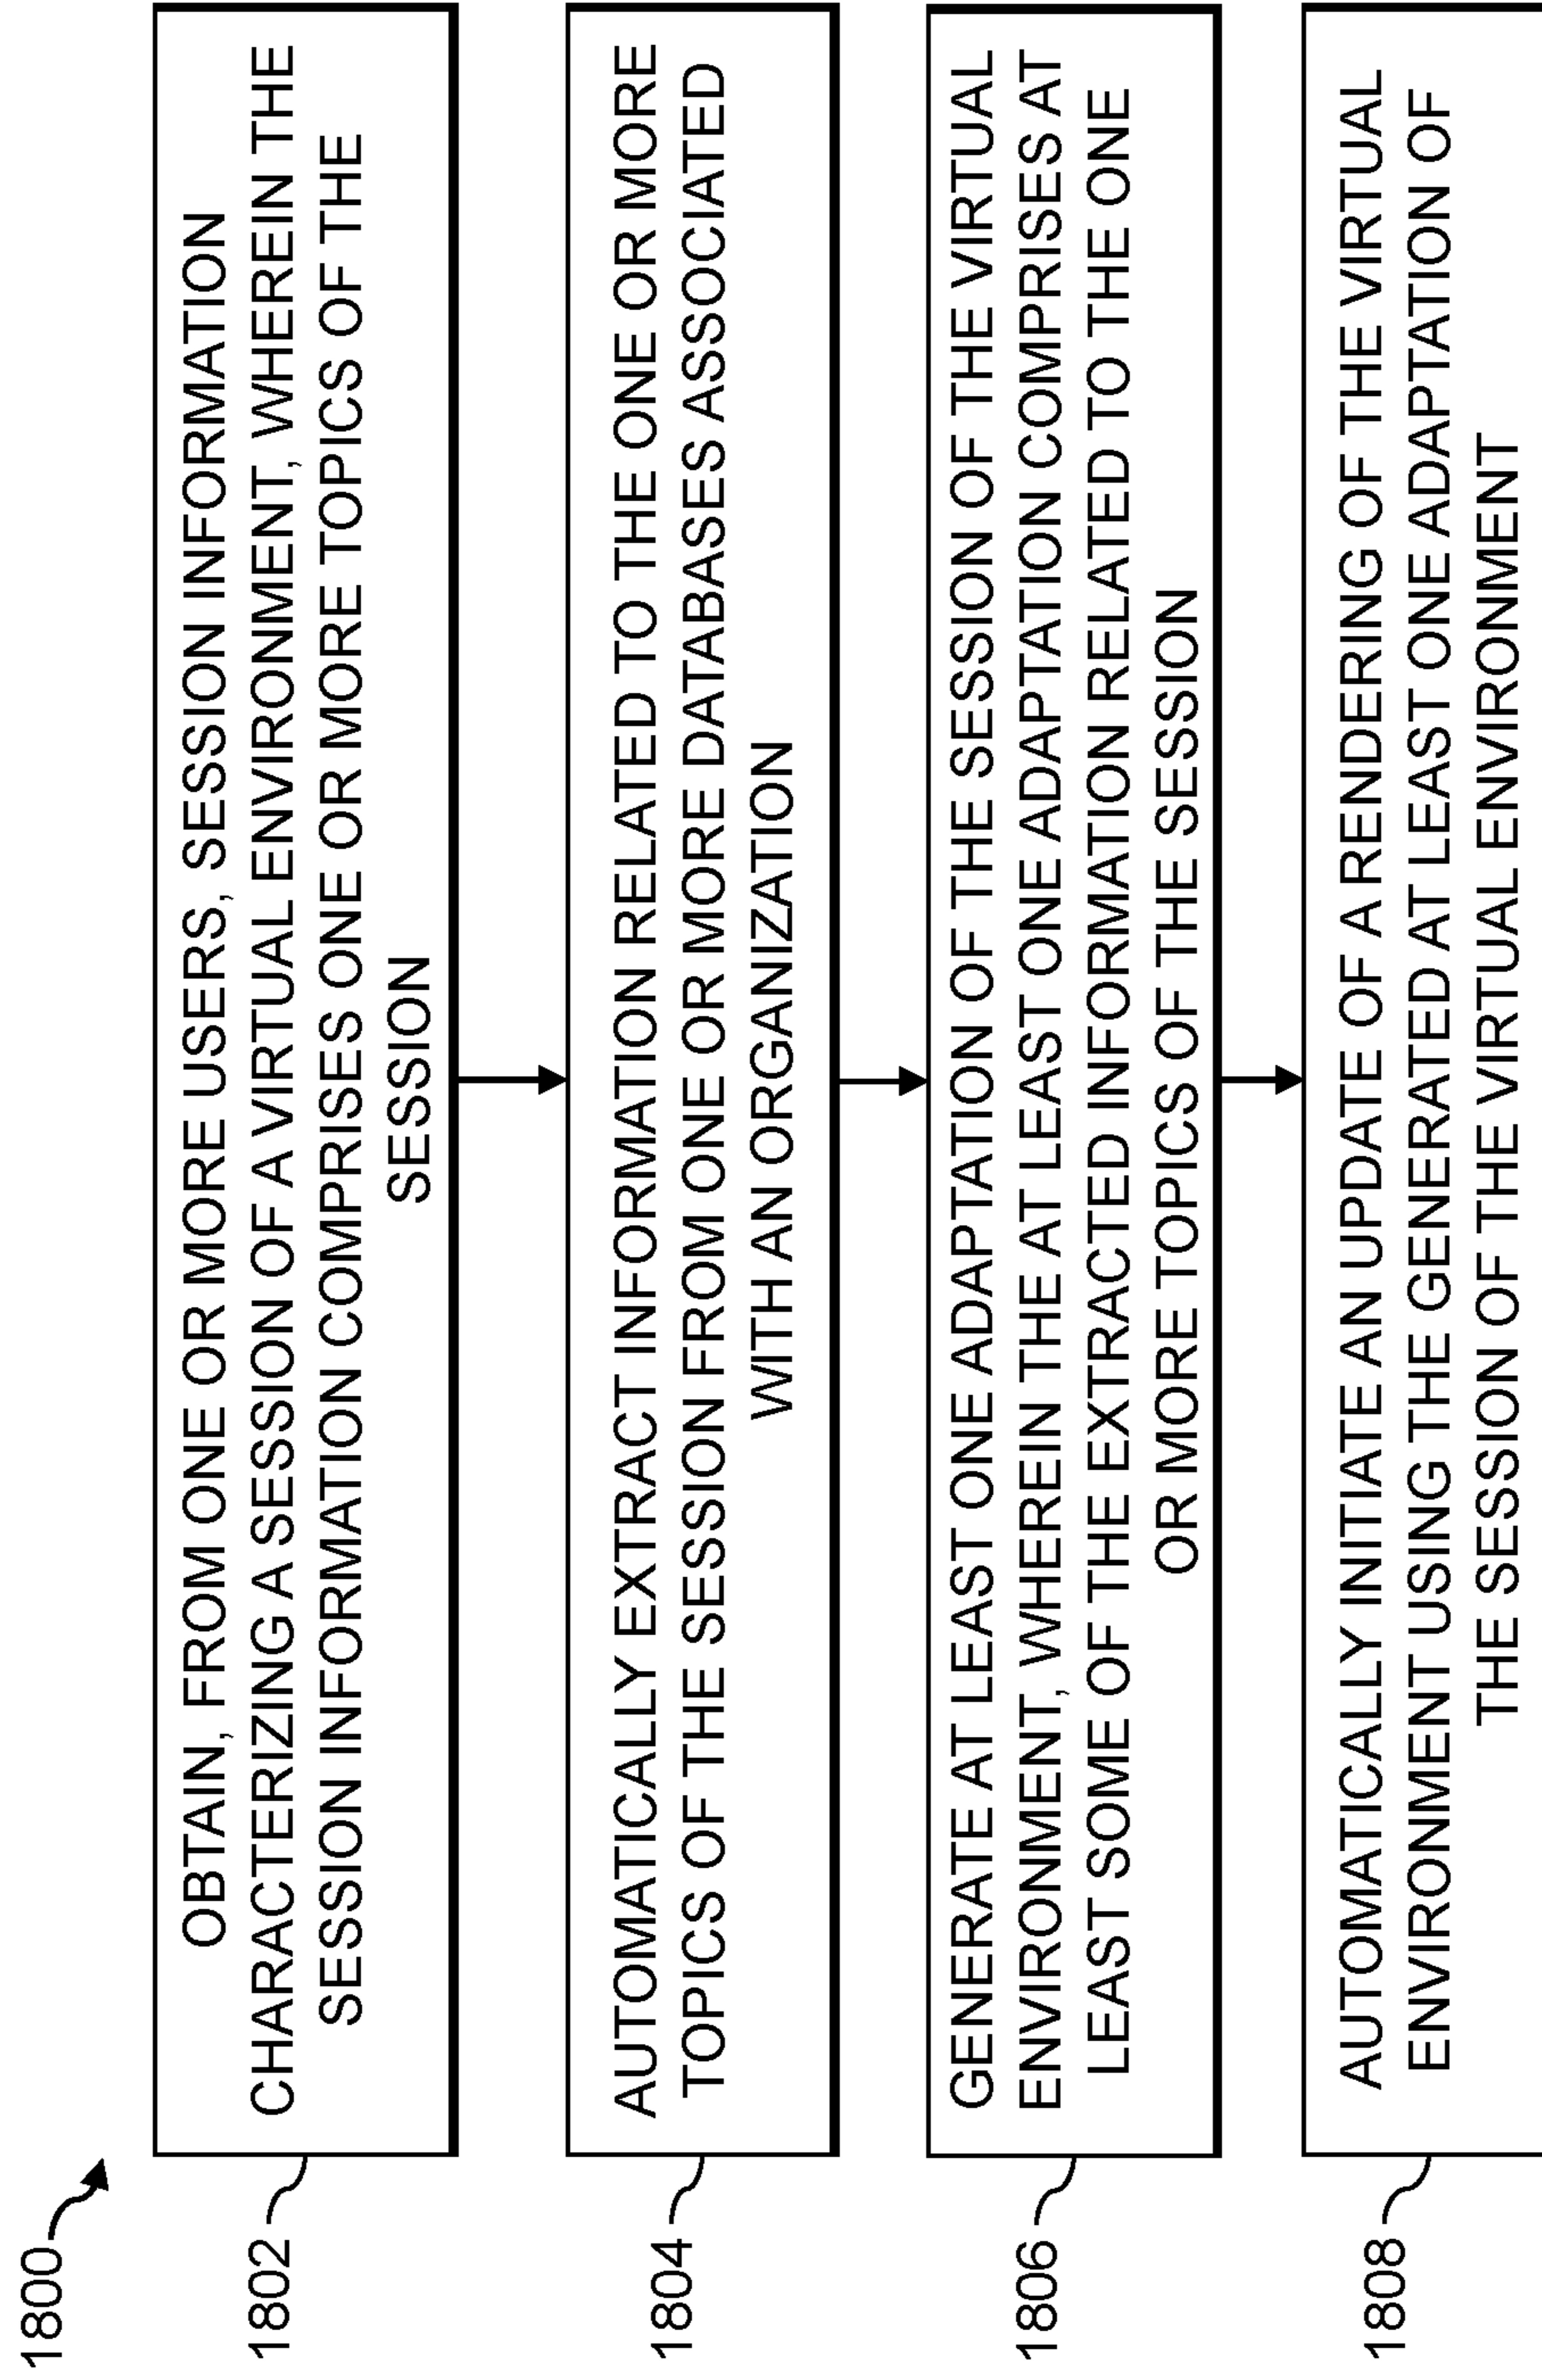 1800
1802
OBTAIN, FROM ONE OR MORE USERS, SESSION INFORMATION
CHARACTERIZING A SESSION OF A VIRTUAL ENVIRONMENT, WHEREIN THE
SESSION INFORMATION COMPRISES ONE OR MORE TOPICS OF THE
SESSION
1804
AUTOMATICALLY EXTRACT INFORMATION RELATED TO THE ONE OR MORE
TOPICS OF THE SESSION FROM ONE OR MORE DATABASES ASSOCIATED
WITH AN ORGANIZATION
1806
GENERATE AT LEAST ONE ADAPTATION OF THE SESSION OF THE VIRTUAL
ENVIRONMENT, WHEREIN THE AT LEAST ONE ADAPTATION COMPRISES AT
LEAST SOME OF THE EXTRACTED INFORMATION RELATED TO THE ONE
OR MORE TOPICS OF THE SESSION
1808
AUTOMATICALLY INITIATE AN UPDATE OF A RENDERING OF THE VIRTUAL
ENVIRONMENT USING THE GENERATED AT LEAST ONE ADAPTATION OF
THE SESSION OF THE VIRTUAL ENVIRONMENT